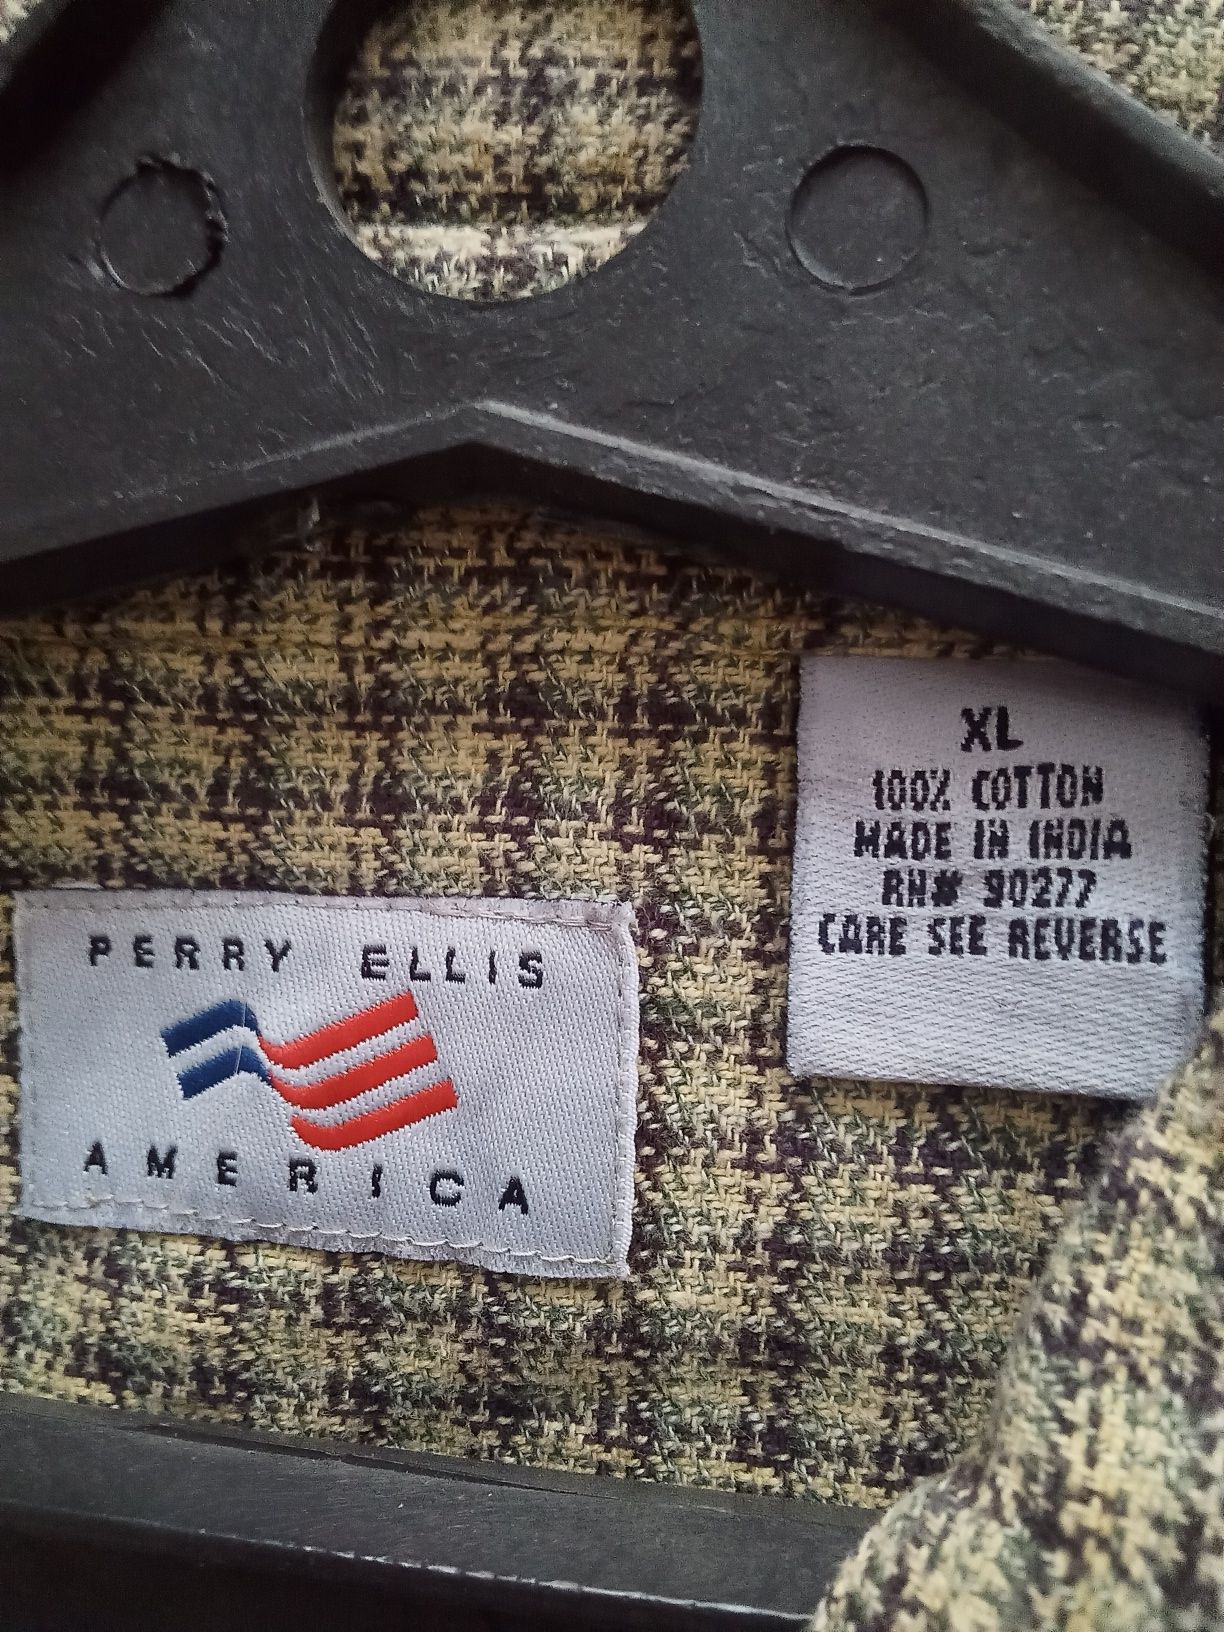 PERRY ELLIS
AMERICA
XL
100% COTTON
MADE IN INDIA
RN# 90277
CARE SEE REVERSE